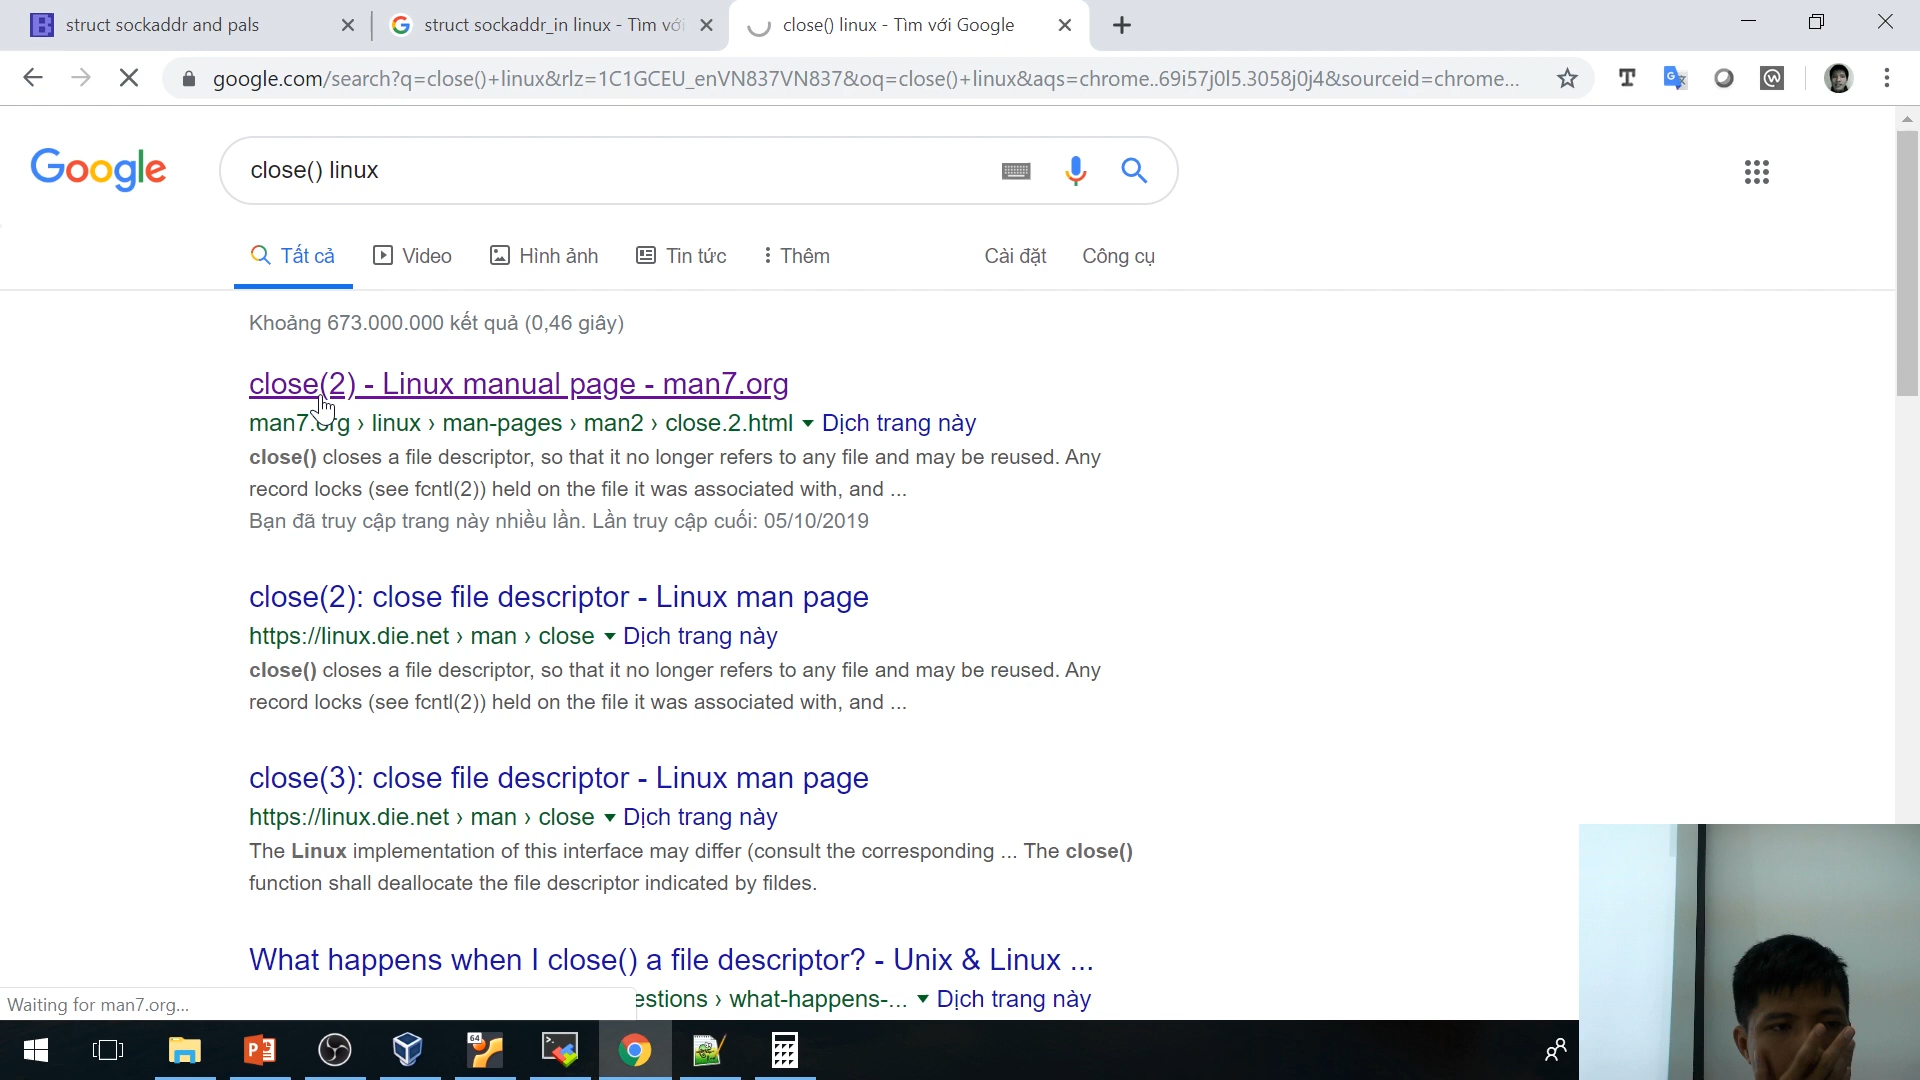 struct sockaddr and pals
struct sockaddr_in linux - Tìm với
close() linux - Tìm với Google
google.com/search?q=close()+linux&rlz=1C1GCEU_enVN837VN837&oq=close()+linux&aqs=chrome..69i57j0l5.3058j0j4&sourceid=chrome...
Google
close() linux
Tất cả
Video
Hình ảnh
Tin tức
Thêm
Cài đặt
Công cụ
Khoảng 673.000.000 kết quả (0,46 giây)
close(2) - Linux manual page - man7.org
man7.org › linux › man-pages › man2 › close.2.html Dịch trang này
close() closes a file descriptor, so that it no longer refers to any file and may be reused. Any
record locks (see fcntl(2)) held on the file it was associated with, and ...
Bạn đã truy cập trang này nhiều lần. Lần truy cập cuối: 05/10/2019
close(2): close file descriptor - Linux man page
https://linux.die.net › man › close Dịch trang này
close() closes a file descriptor, so that it no longer refers to any file and may be reused. Any
record locks (see fcntl(2)) held on the file it was associated with, and ...
close(3): close file descriptor - Linux man page
https://linux.die.net › man › close Dịch trang này
The Linux implementation of this interface may differ (consult the corresponding ... The close()
function shall deallocate the file descriptor indicated by fildes.
What happens when I close() a file descriptor? - Unix & Linux ...
estions › what-happens-... Dịch trang này
Waiting for man7.org...
64